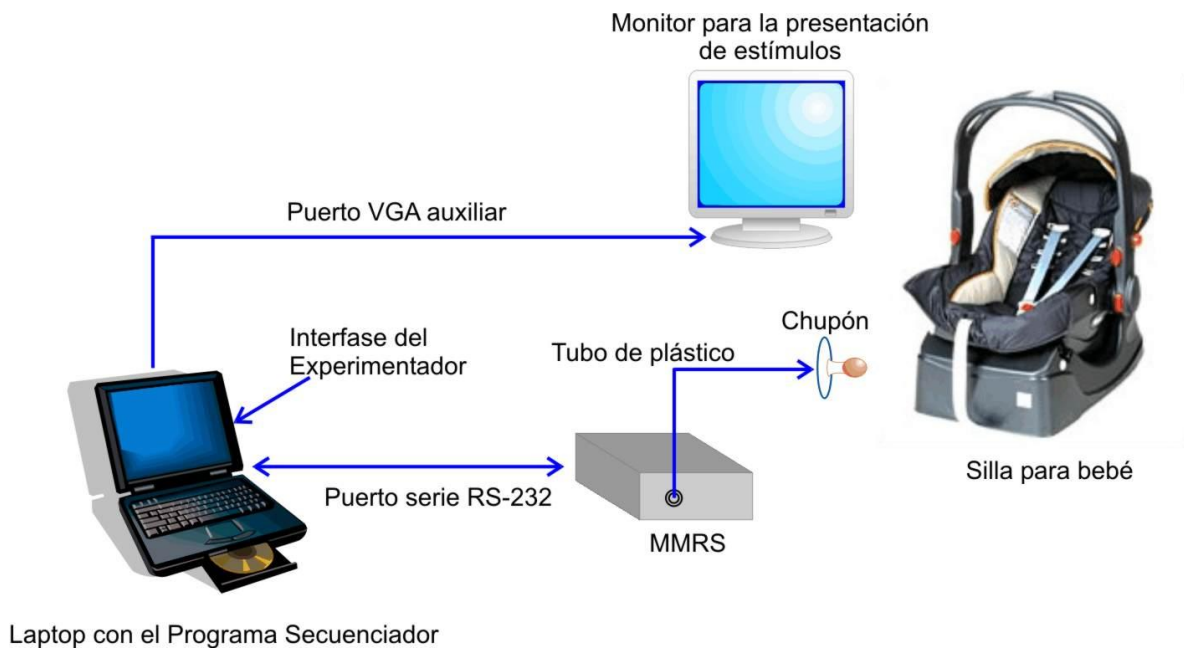 Monitor para la presentación
de estímulos
Puerto VGA auxiliar
Interfase del
Experimentador
Chupón
Tubo de plástico
Puerto serie RS-232
MMRS
Silla para bebé
Laptop con el Programa Secuenciador